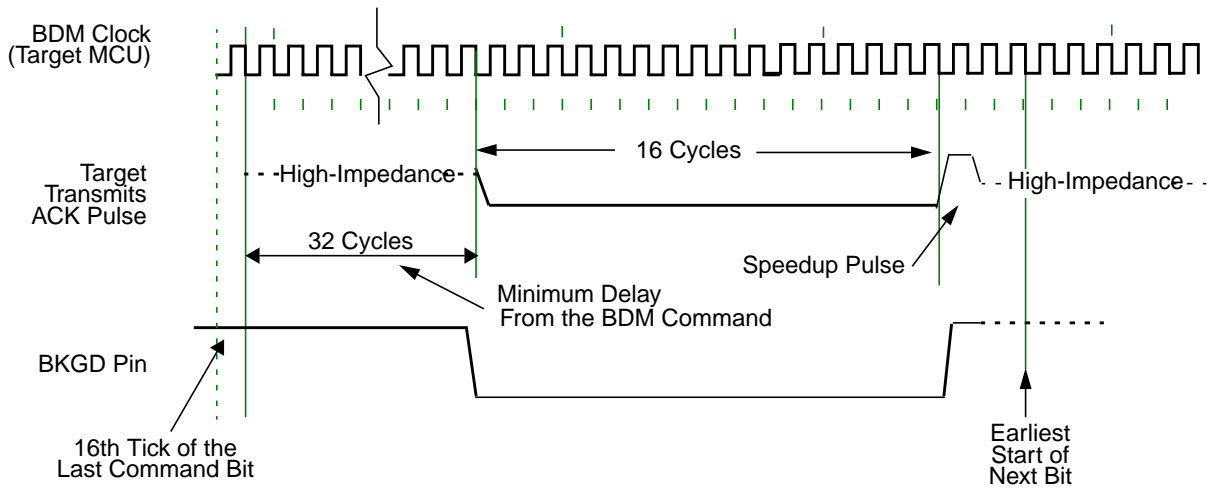 BDM Clock
(Target MCU)
16 Cycles
Target
Transmits
ACK Pulse
High-Impedance
High-Impedance
32 Cycles
Speedup Pulse
Minimum Delay
From the BDM Command
BKGD Pin
16th Tick of the
Last Command Bit
Earliest
Start of
Next Bit